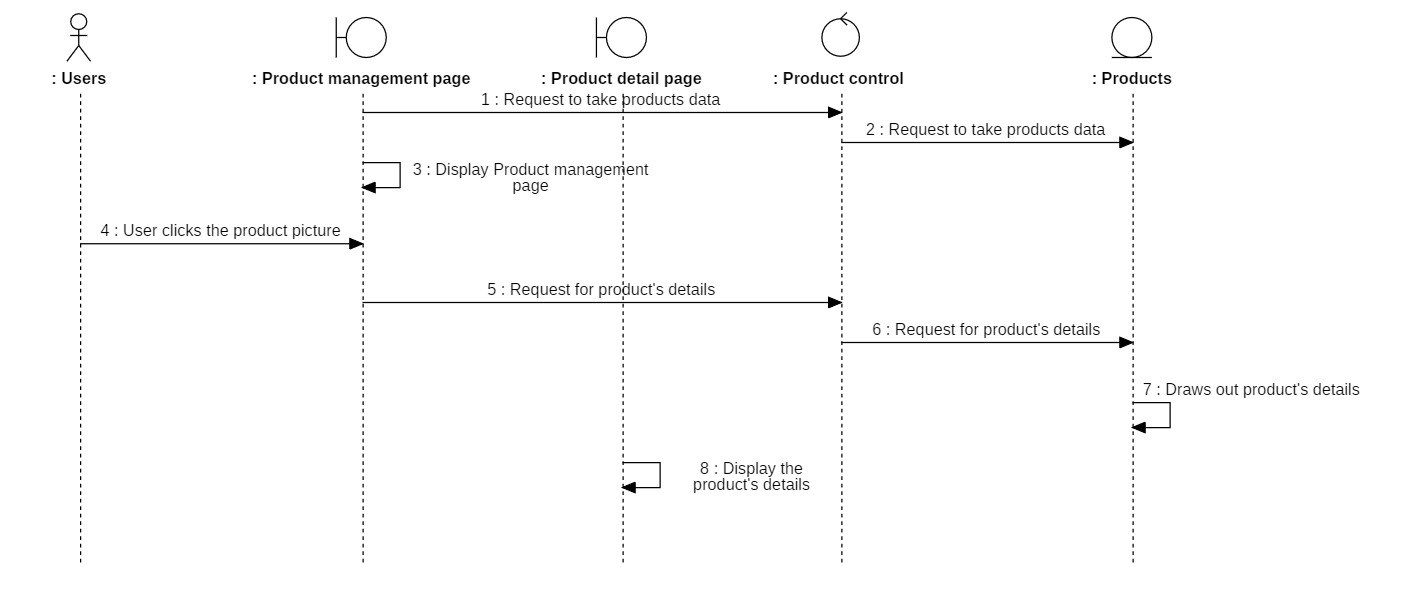 : Users
: Product management page
: Product detail page
: Product control
: Products
1 : Request to take products data
2 : Request to take products data
3 : Display Product management
page
4 : User clicks the product picture
5 : Request for product's details
6 : Request for product's details
7 : Draws out product's details
8 : Display the
product's details